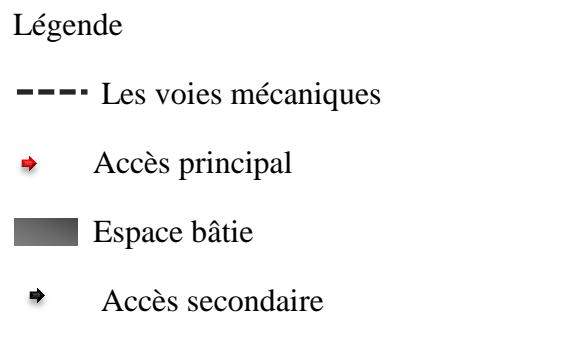 Légende
Les voies mécaniques
Accès principal
Espace bâtie
Accès secondaire